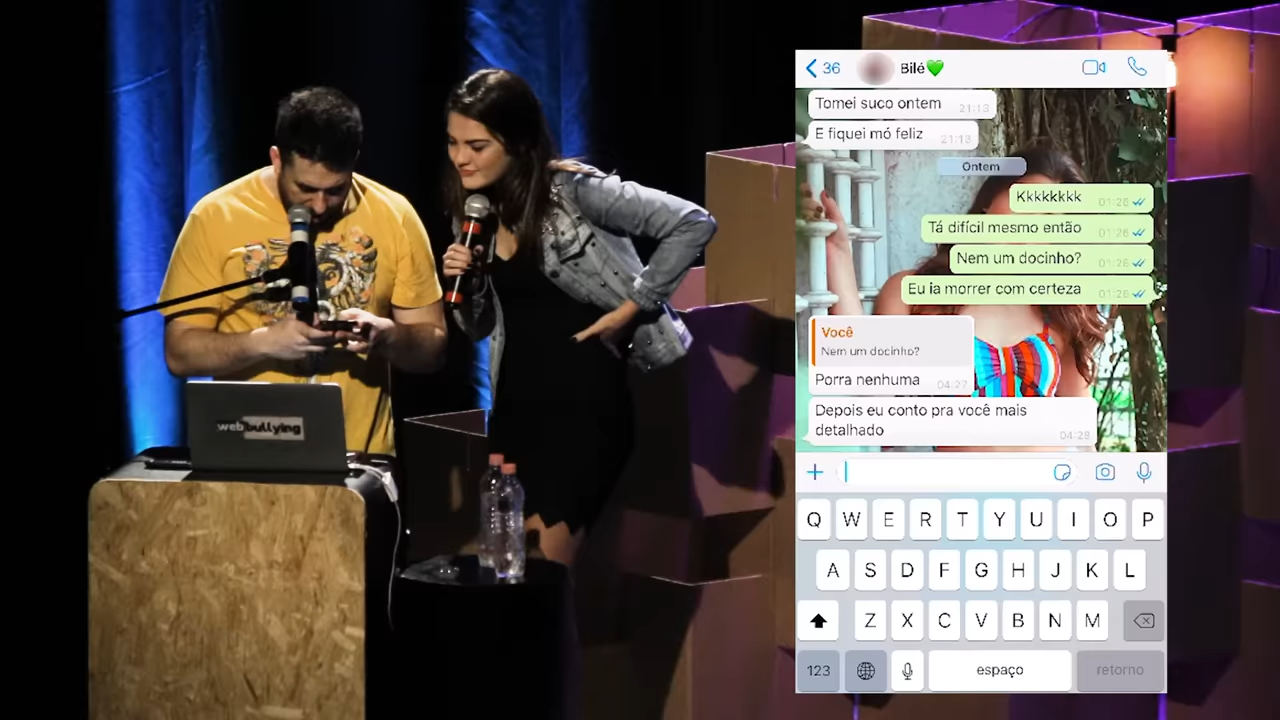 36
Bilé💚
Tomei suco ontem 21:13
E fiquei mó feliz 21:13
Ontem
Kkkkkkkk 01:26
Tá difícil mesmo então 01:26
Nem um docinho? 01:26
Eu ia morrer com certeza 01:26
Você
Nem um docinho?
Porra nenhuma 04:27
Depois eu conto pra você mais
detalhado 04:28
webbullying
Q W E R T Y U I O P
A S D F G H J K L
Z X C V B N M
123 espaço retorno